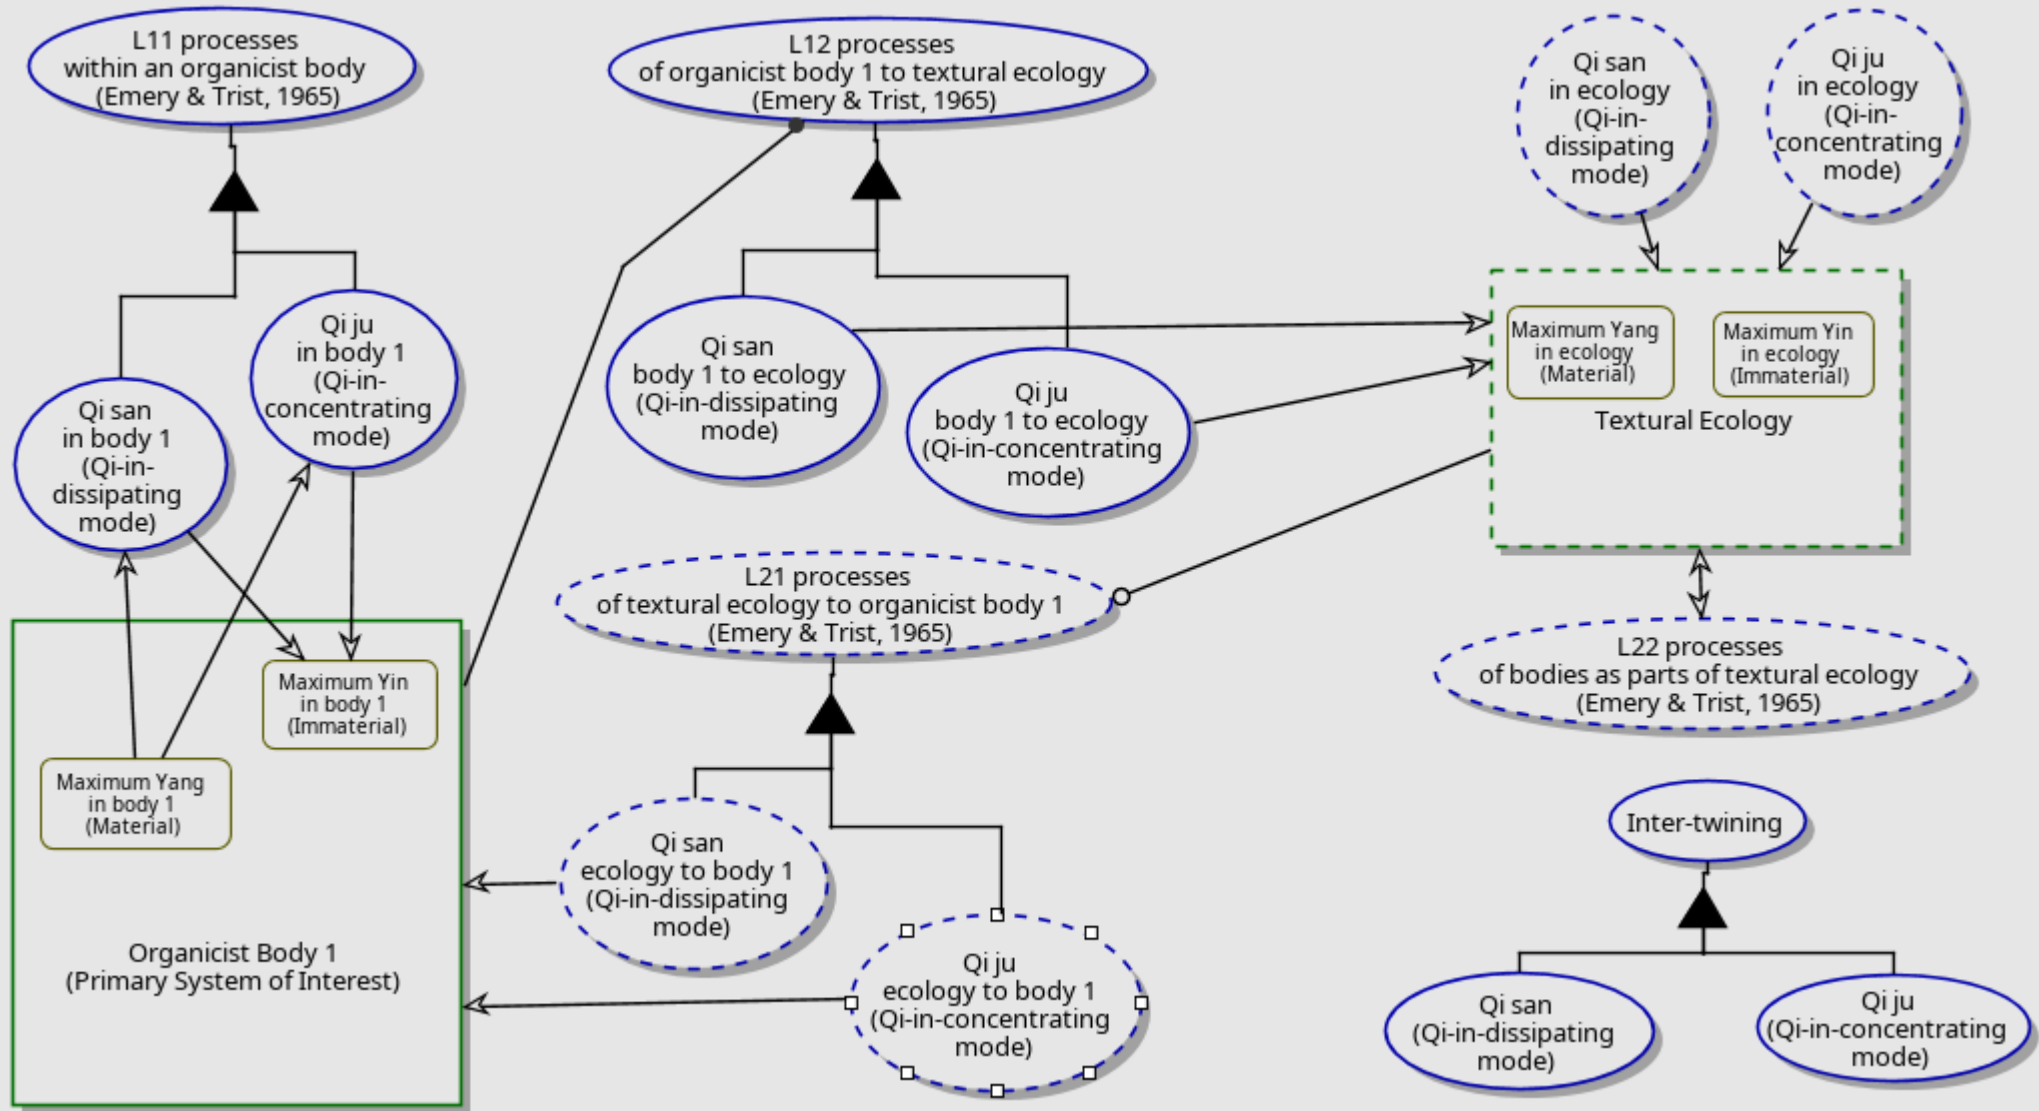 L11 processes
within an organicist body
(Emery & Trist, 1965)
L12 processes
of organicist body 1 to textural ecology
(Emery & Trist, 1965)
Qi san
in ecology
(Qi-in-
dissipating
mode)
Qi ju
in ecology
(Qi-in-
concentrating
mode)
Qi ju
in body 1
(Qi-in-
concentrating
mode)
Qi san
in body 1
(Qi-in-
dissipating
mode)
Qi san
body 1 to ecology
(Qi-in-dissipating
mode)
Qi ju
body 1 to ecology
(Qi-in-concentrating
mode)
Maximum Yang
in ecology
(Material)
Maximum Yin
in ecology
(Immaterial)
Textural Ecology
L21 processes
of textural ecology to organicist body 1
(Emery & Trist, 1965)
L22 processes
of bodies as parts of textural ecology
(Emery & Trist, 1965)
Maximum Yin
in body 1
(Immaterial)
Maximum Yang
in body 1
(Material)
Organicist Body 1
(Primary System of Interest)
Qi san
ecology to body 1
(Qi-in-dissipating
mode)
Qi ju
ecology to body 1
(Qi-in-concentrating
mode)
Inter-twining
Qi san
(Qi-in-dissipating
mode)
Qi ju
(Qi-in-concentrating
mode)